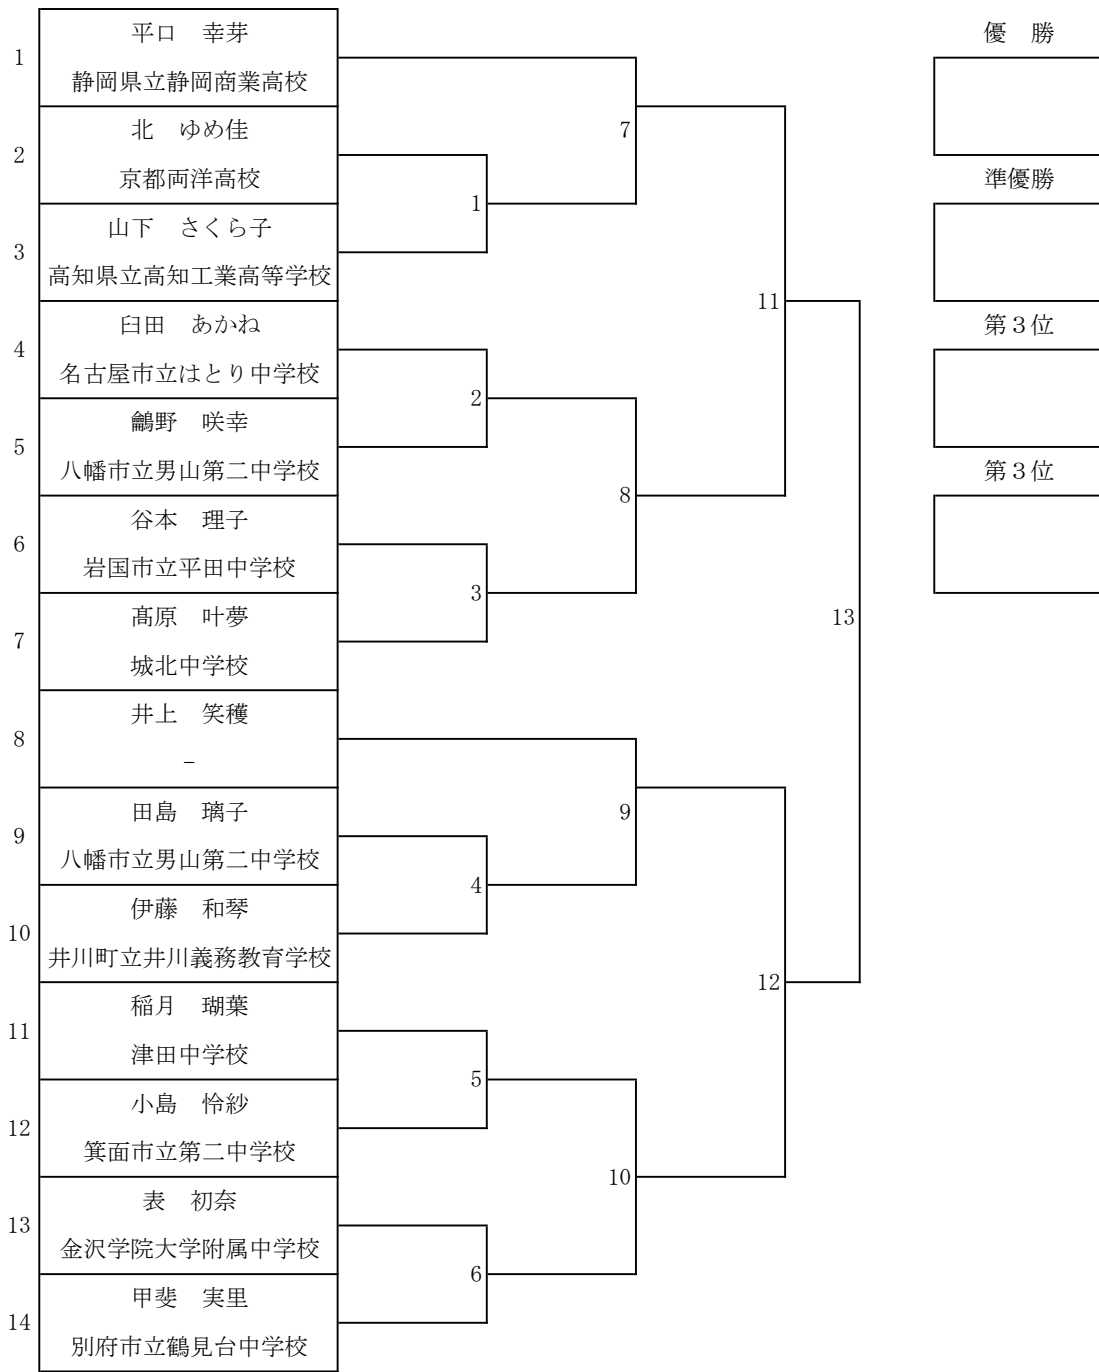 1
平口　幸芽
静岡県立静岡商業高校
2
北　ゆめ佳
京都両洋高校
3
山下　さくら子
高知県立高知工業高等学校
4
臼田　あかね
名古屋市立はとり中学校
5
鸙野　咲幸
八幡市立男山第二中学校
6
谷本　理子
岩国市立平田中学校
7
髙原　叶夢
城北中学校
8
井上　笑穫
-
9
田島　璃子
八幡市立男山第二中学校
10
伊藤　和琴
井川町立井川義務教育学校
11
稲月　瑚葉
津田中学校
12
小島　怜紗
箕面市立第二中学校
13
表　初奈
金沢学院大学附属中学校
14
甲斐　実里
別府市立鶴見台中学校
1
2
3
4
5
6
7
8
9
10
11
12
13
優　勝
準優勝
第３位
第３位